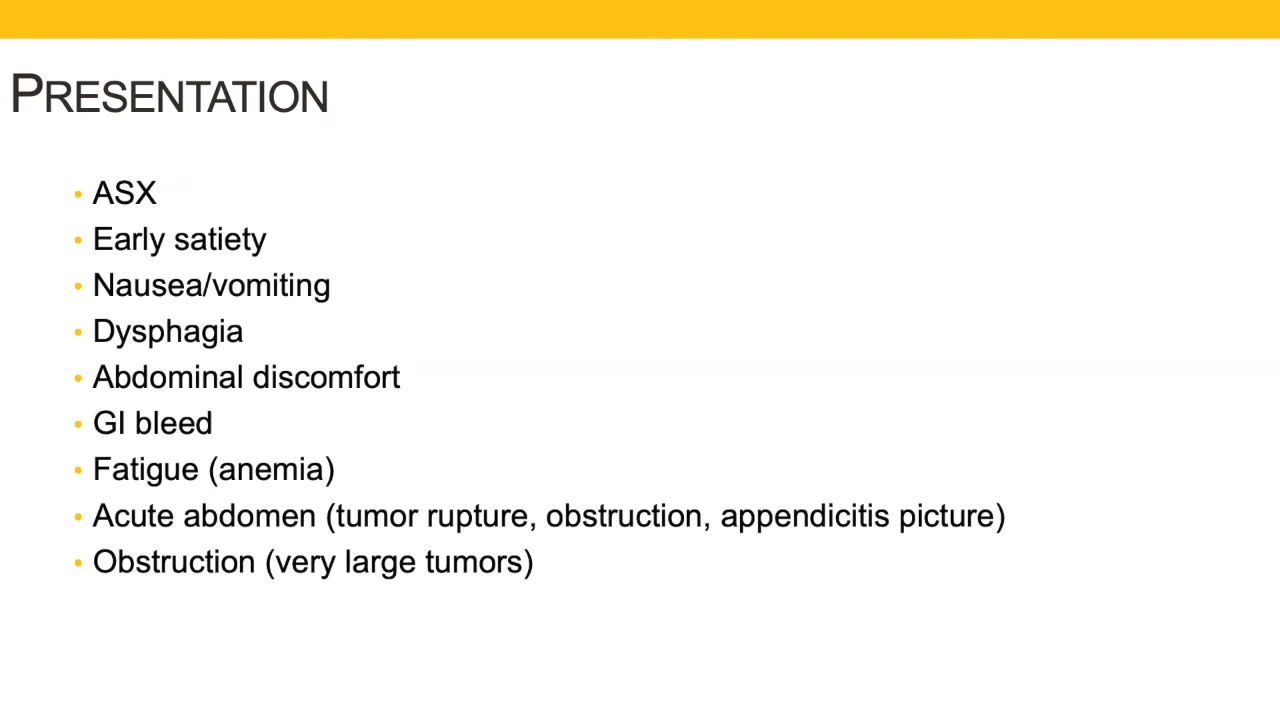 PRESENTATION
• ASX
• Early satiety
• Nausea/vomiting
• Dysphagia
• Abdominal discomfort
• GI bleed
• Fatigue (anemia)
• Acute abdomen (tumor rupture, obstruction, appendicitis picture)
• Obstruction (very large tumors)